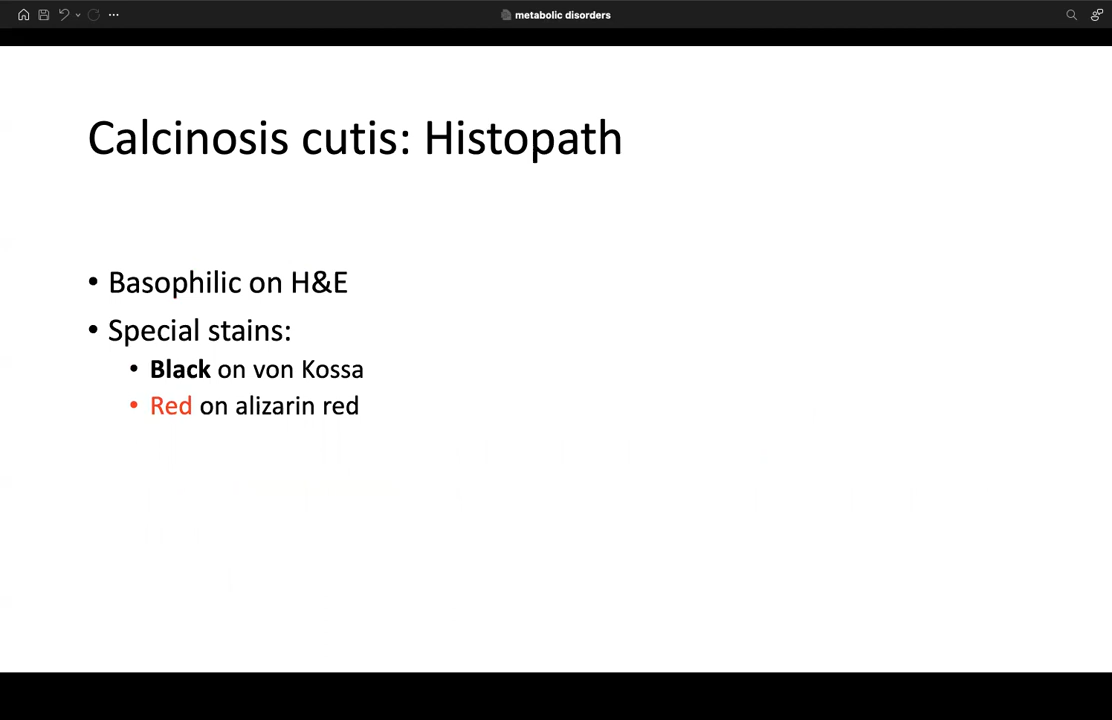 metabolic disorders
Calcinosis cutis: Histopath
• Basophilic on H&E
• Special stains:
• Black on von Kossa
• Red on alizarin red